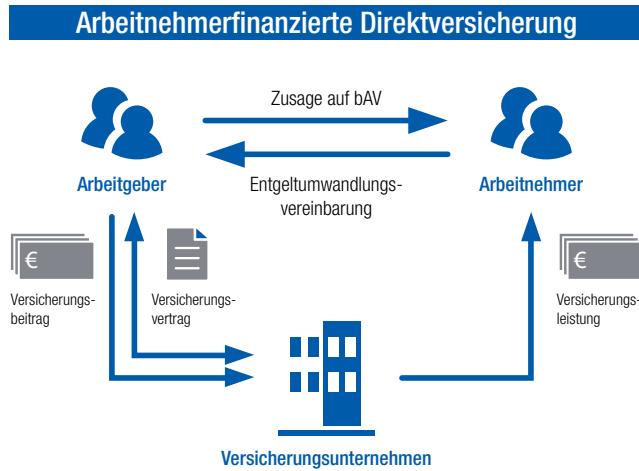 Arbeitnehmerfinanzierte Direktversicherung
Zusage auf bAV
Arbeitgeber
Entgeltumwandlungs-
vereinbarung
Arbeitnehmer
€
Versicherungs-
beitrag
Versicherungs-
vertrag
€
Versicherungs-
leistung
Versicherungsunternehmen